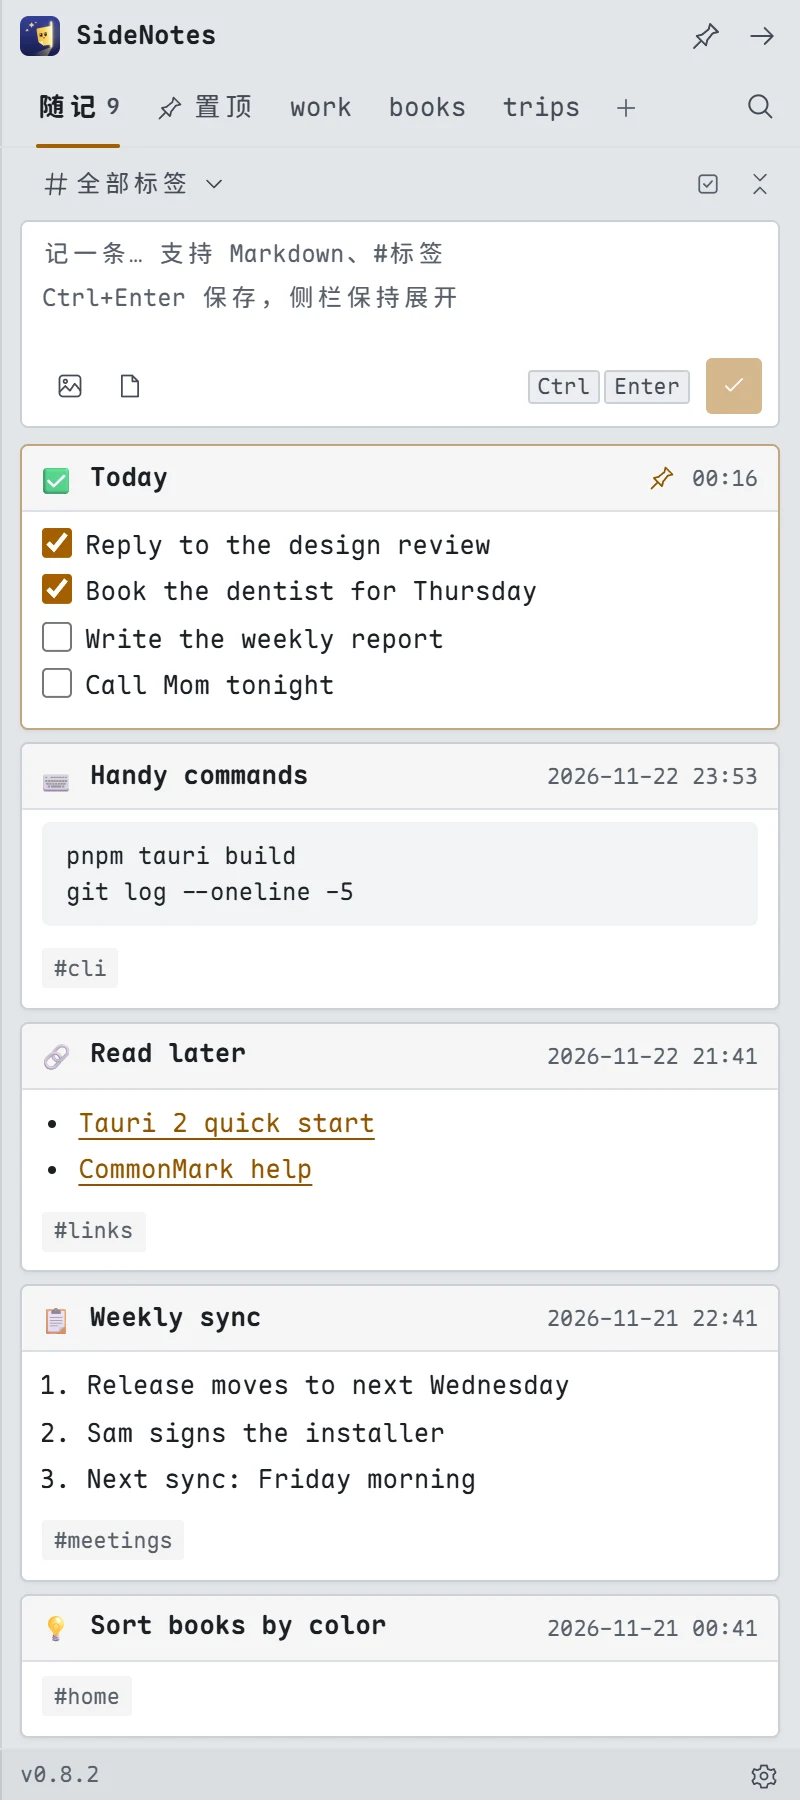 SideNotes
随记 9 置顶 work books trips
# 全部标签
记一条… 支持 Markdown、#标签
Ctrl+Enter 保存，侧栏保持展开
Ctrl Enter
Today 00:16
Reply to the design review
Book the dentist for Thursday
Write the weekly report
Call Mom tonight
Handy commands 2026-11-22 23:53
pnpm tauri build
git log --oneline -5
#cli
Read later 2026-11-22 21:41
• Tauri 2 quick start
• CommonMark help
#links
Weekly sync 2026-11-21 22:41
1. Release moves to next Wednesday
2. Sam signs the installer
3. Next sync: Friday morning
#meetings
Sort books by color 2026-11-21 00:41
#home
v0.8.2